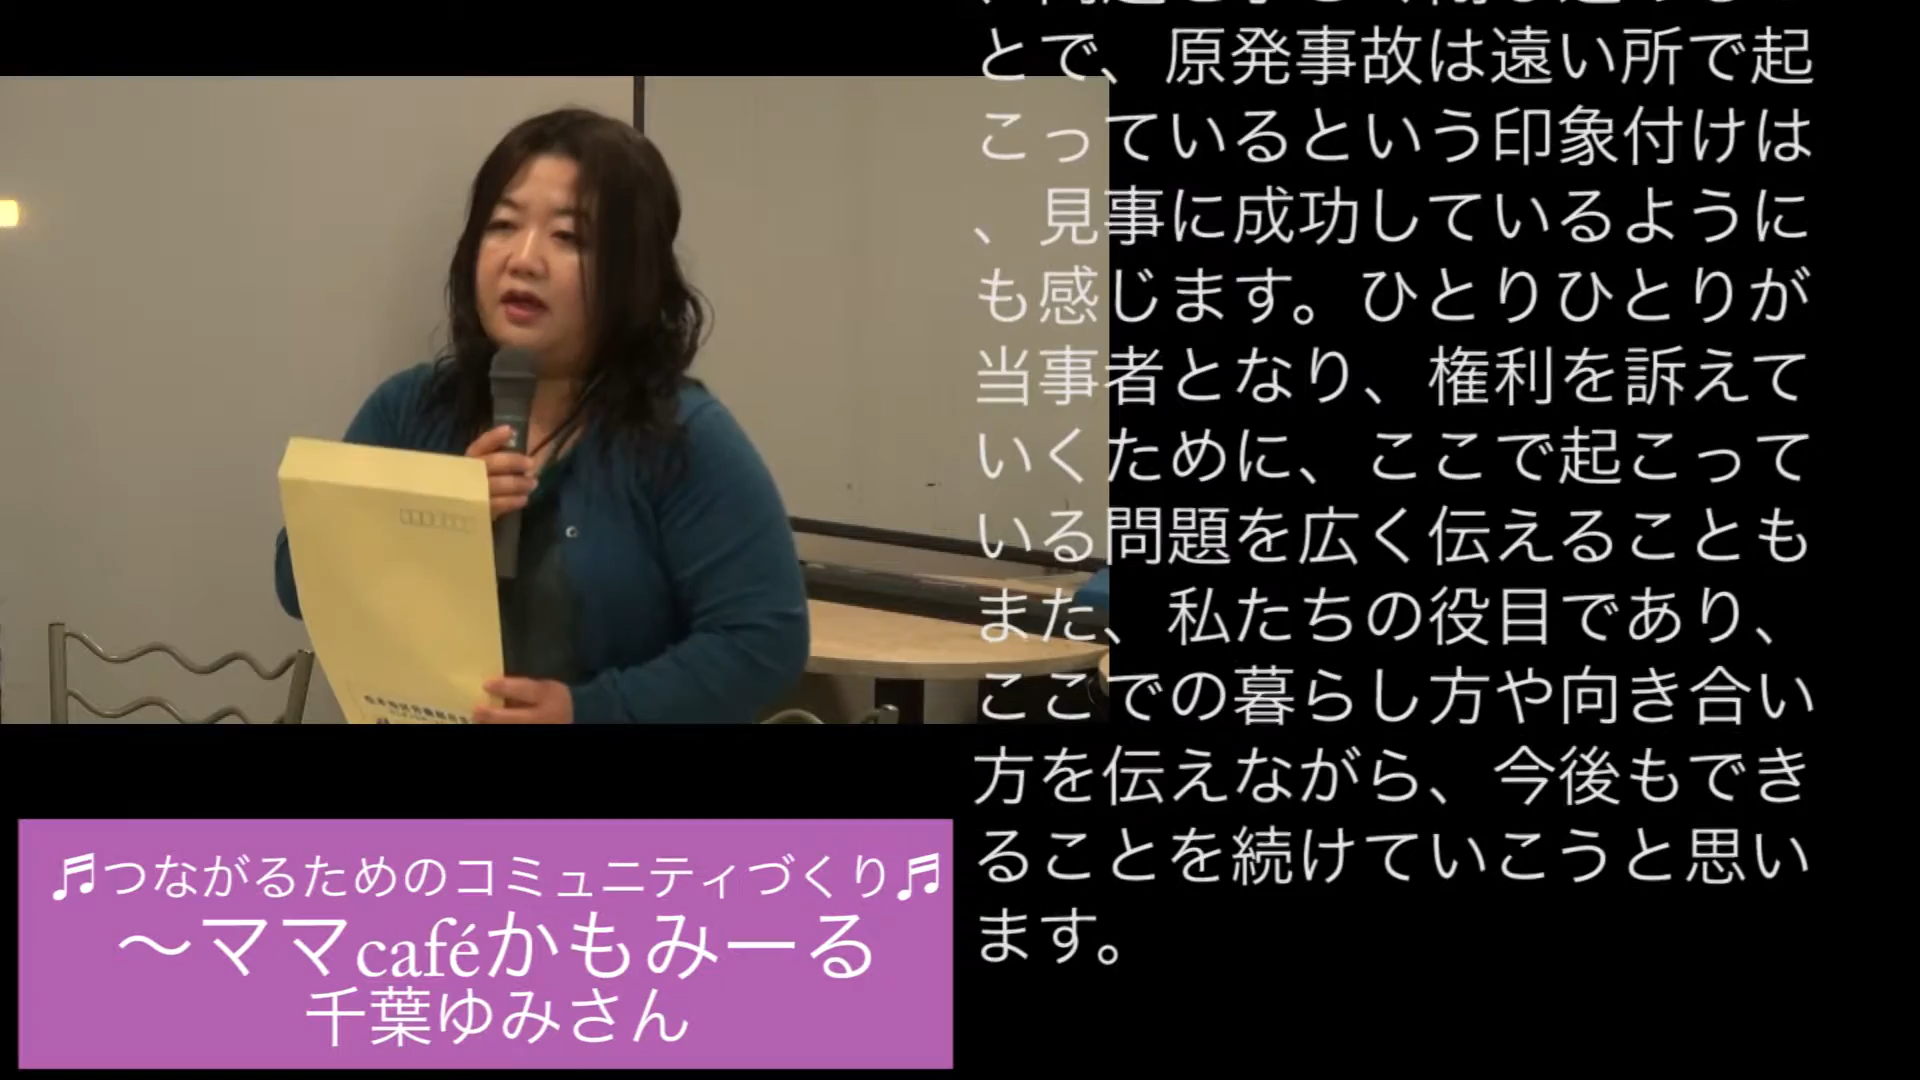 とで、原発事故は遠い所で起
こっているという印象付けは
、見事に成功しているように
も感じます。ひとりひとりが
当事者となり、権利を訴えて
いくために、ここで起こって
いる問題を広く伝えることも
また、私たちの役目であり、
ここでの暮らし方や向き合い
方を伝えながら、今後もでき
ることを続けていこうと思い
ます。
♬つながるためのコミュニティづくり♬
〜ママcaféかもみーる
千葉ゆみさん